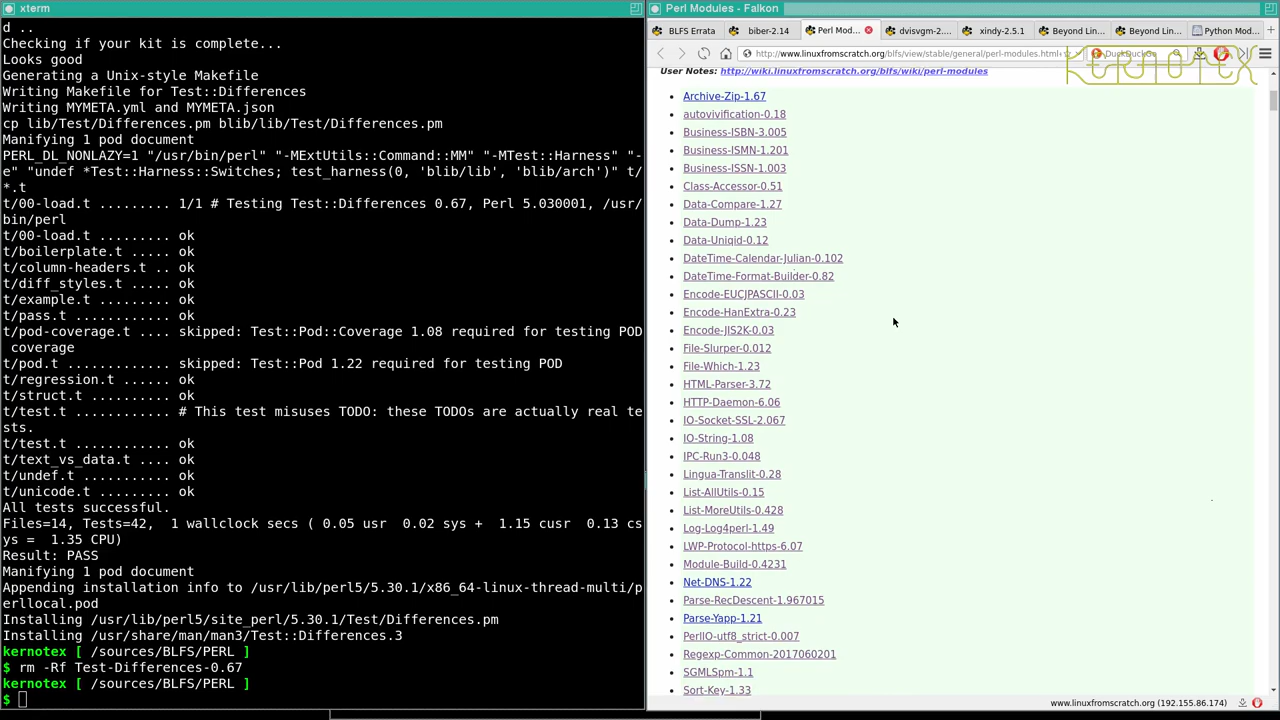 xterm
d ..
Checking if your kit is complete...
Looks good
Generating a Unix-style Makefile
Writing Makefile for Test::Differences
Writing MYMETA.yml and MYMETA.json
cp lib/Test/Differences.pm blib/lib/Test/Differences.pm
Manifying 1 pod document
PERL_DL_NONLAZY=1 "/usr/bin/perl" "-MExtUtils::Command::MM" "-MTest::Harness" "-
e" "undef *Test::Harness::Switches; test_harness(0, 'blib/lib', 'blib/arch')" t/
*.t
t/00-load.t ......... 1/1 # Testing Test::Differences 0.67, Perl 5.030001, /usr/
bin/perl
t/00-load.t ......... ok
t/boilerplate.t ..... ok
t/column-headers.t .. ok
t/diff_styles.t ..... ok
t/example.t ......... ok
t/pass.t ............ ok
t/pod-coverage.t .... skipped: Test::Pod::Coverage 1.08 required for testing POD
 coverage
t/pod.t ............. skipped: Test::Pod 1.22 required for testing POD
t/regression.t ...... ok
t/struct.t .......... ok
t/test.t ............ # This test misuses TODO: these TODOs are actually real te
sts.
t/test.t ............ ok
t/text_vs_data.t .... ok
t/undef.t ........... ok
t/unicode.t ......... ok
All tests successful.
Files=14, Tests=42,  1 wallclock secs ( 0.05 usr  0.02 sys +  1.15 cusr  0.13 cs
ys =  1.35 CPU)
Result: PASS
Manifying 1 pod document
Appending installation info to /usr/lib/perl5/5.30.1/x86_64-linux-thread-multi/p
erllocal.pod
Installing /usr/lib/perl5/site_perl/5.30.1/Test/Differences.pm
Installing /usr/share/man/man3/Test::Differences.3
kernotex [ /sources/BLFS/PERL ]
$ rm -Rf Test-Differences-0.67
kernotex [ /sources/BLFS/PERL ]
$
Perl Modules - Falkon
BLFS Errata biber-2.14 Perl Mod... dvisvgm-2.... xindy-2.5.1 Beyond Lin... Beyond Lin... Python Mod...
http://www.linuxfromscratch.org/blfs/view/stable/general/perl-modules.html DuckDuckGo
KERNOTEX
User Notes: http://wiki.linuxfromscratch.org/blfs/wiki/perl-modules
Archive-Zip-1.67
autovivification-0.18
Business-ISBN-3.005
Business-ISMN-1.201
Business-ISSN-1.003
Class-Accessor-0.51
Data-Compare-1.27
Data-Dump-1.23
Data-Uniqid-0.12
DateTime-Calendar-Julian-0.102
DateTime-Format-Builder-0.82
Encode-EUCJPASCII-0.03
Encode-HanExtra-0.23
Encode-JIS2K-0.03
File-Slurper-0.012
File-Which-1.23
HTML-Parser-3.72
HTTP-Daemon-6.06
IO-Socket-SSL-2.067
IO-String-1.08
IPC-Run3-0.048
Lingua-Translit-0.28
List-AllUtils-0.15
List-MoreUtils-0.428
Log-Log4perl-1.49
LWP-Protocol-https-6.07
Module-Build-0.4231
Net-DNS-1.22
Parse-RecDescent-1.967015
Parse-Yapp-1.21
PerlIO-utf8_strict-0.007
Regexp-Common-2017060201
SGMLSpm-1.1
Sort-Key-1.33
www.linuxfromscratch.org (192.155.86.174)